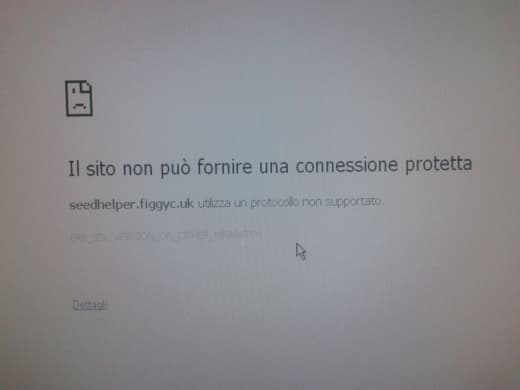 Il sito non può fornire una connessione protetta
seedhelper.figgyc.uk utilizza un protocollo non supportato.
ERR_SSL_VERSION_OR_CIPHER_MISMATCH
Dettagli